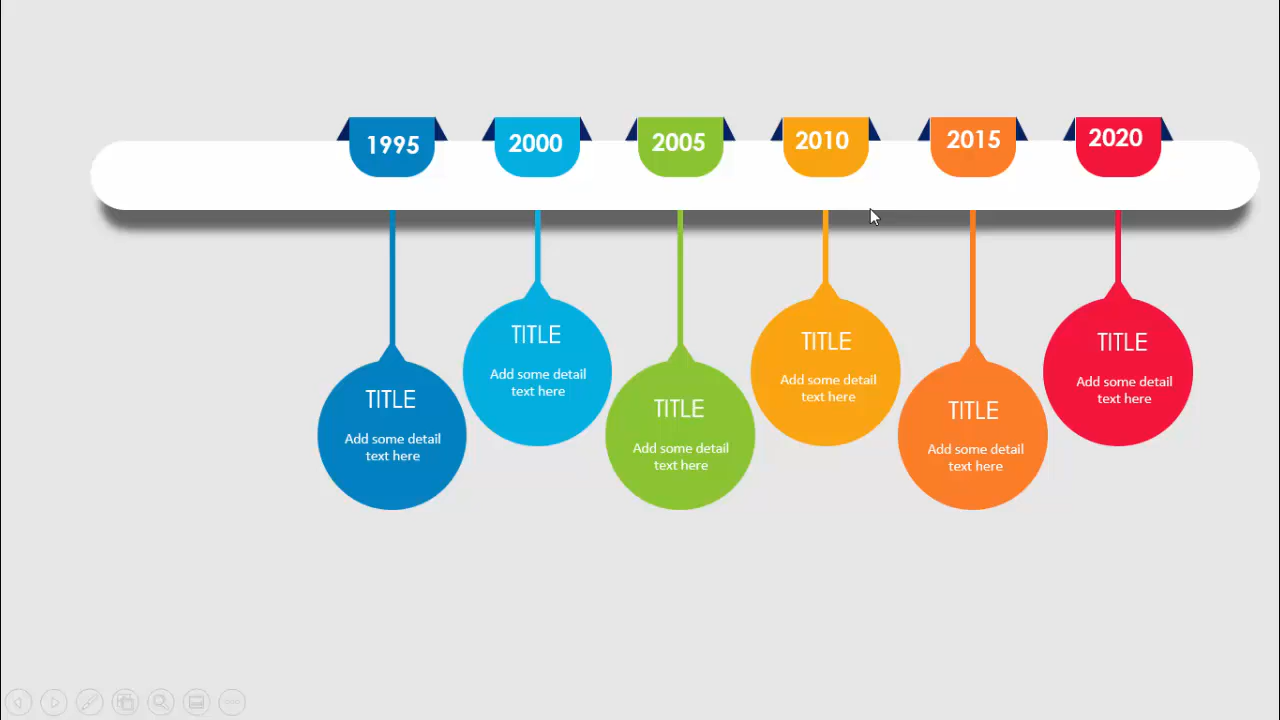 1995
2000
2005
2010
2015
2020
TITLE
Add some detail
text here
TITLE
Add some detail
text here
TITLE
Add some detail
text here
TITLE
Add some detail
text here
TITLE
Add some detail
text here
TITLE
Add some detail
text here